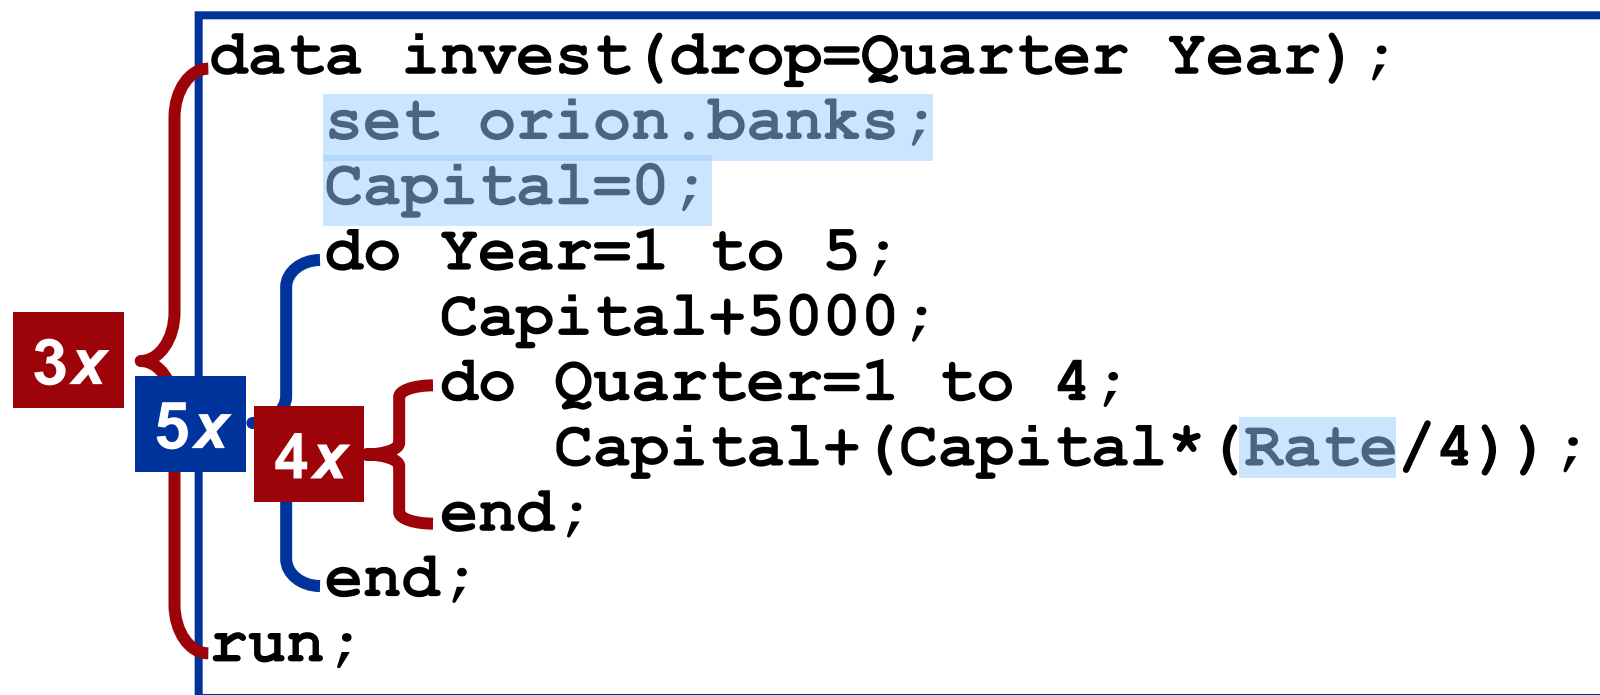 data invest(drop=Quarter Year);
set orion.banks;
Capital=0;
do Year=1 to 5;
Capital+5000;
3x
do Quarter=1 to 4;
5x
4x
Capital+(Capital*(Rate/4));
end;
end;
run;